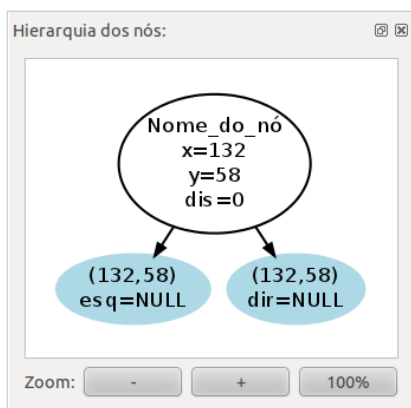 Hierarquia dos nós:
Nome_do_nó
x=132
y=58
dis=0
(132,58)
esq=NULL
(132,58)
dir=NULL
Zoom:
-
+
100%